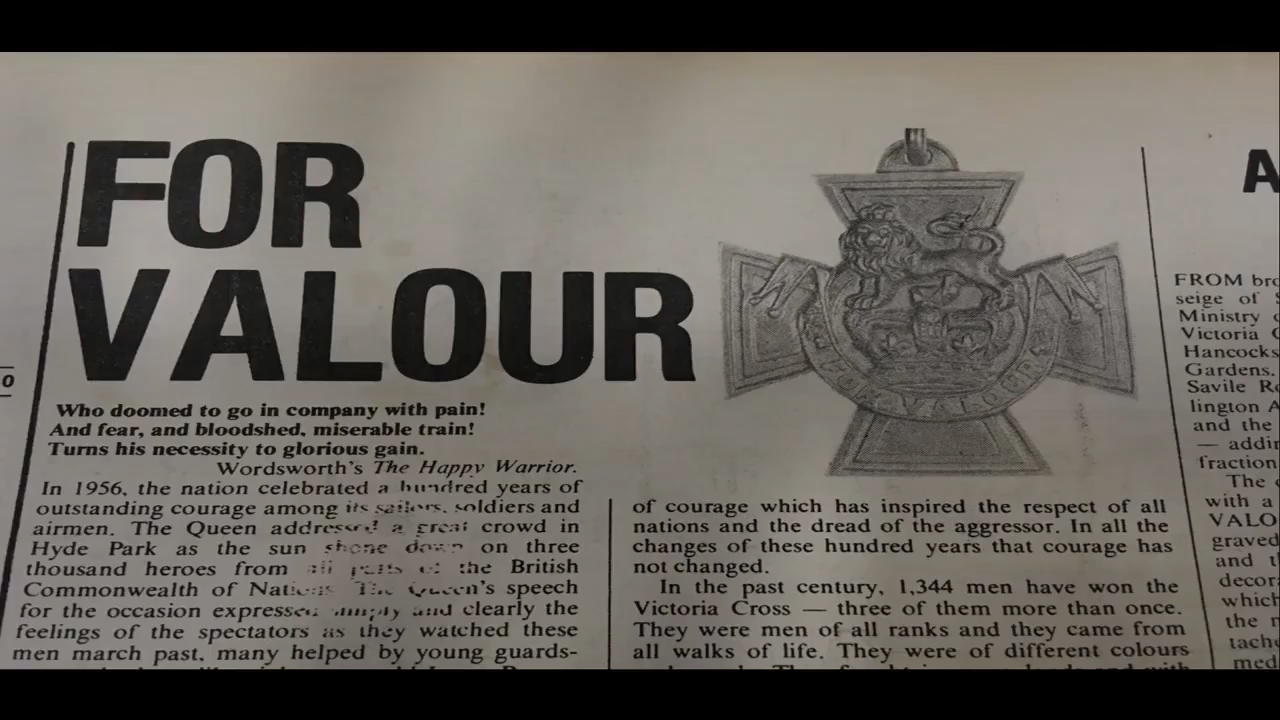 FOR
VALOUR
Who doomed to go in company with pain!
And fear, and bloodshed, miserable train!
Turns his necessity to glorious gain.
Wordsworth's The Happy Warrior.
In 1956, the nation celebrated a hundred years of
outstanding courage among its sailors, soldiers and
airmen. The Queen addressed a great crowd in
Hyde Park as the sun shone down on three
thousand heroes from all parts of the British
Commonwealth of Nations. The Queen's speech
for the occasion expressed simply and clearly the
feelings of the spectators as they watched these
men march past, many helped by young guards-
FOR VALOUR
of courage which has inspired the respect of all
nations and the dread of the aggressor. In all the
changes of these hundred years that courage has
not changed.
In the past century, 1,344 men have won the
Victoria Cross — three of them more than once.
They were men of all ranks and they came from
all walks of life. They were of different colours
A
FROM bro
seige of S
Ministry o
Victoria C
Hancocks
Gardens.
Savile Ro
lington A
and the
— addin
fraction
The
with a
VALO
graved
and t
decor
which
the m
tach
med
0